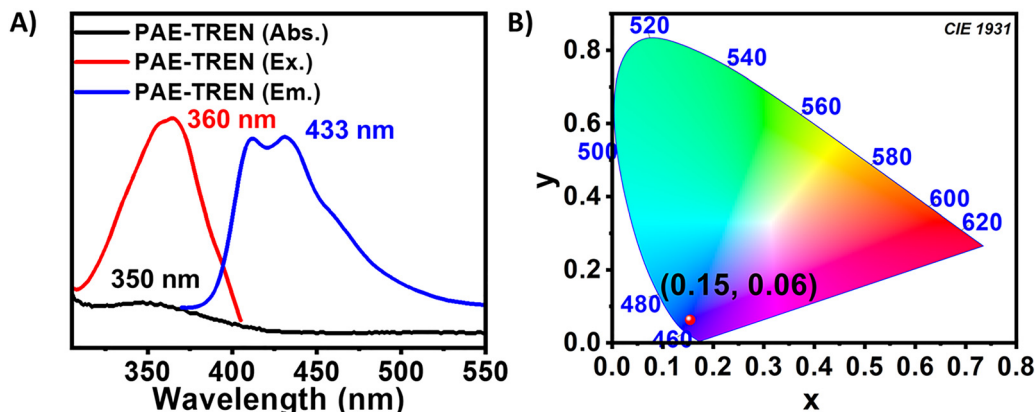 A)
PAE-TREN (Abs.)
PAE-TREN (Ex.)
PAE-TREN (Em.)
360 nm
433 nm
350 nm
350 400 450 500 550
Wavelength (nm)
B)
CIE 1931
520
540
560
500
580
600
620
480
460
(0.15, 0.06)
0.8
0.6
0.4
0.2
0.0
y
0.0 0.1 0.2 0.3 0.4 0.5 0.6 0.7 0.8
x